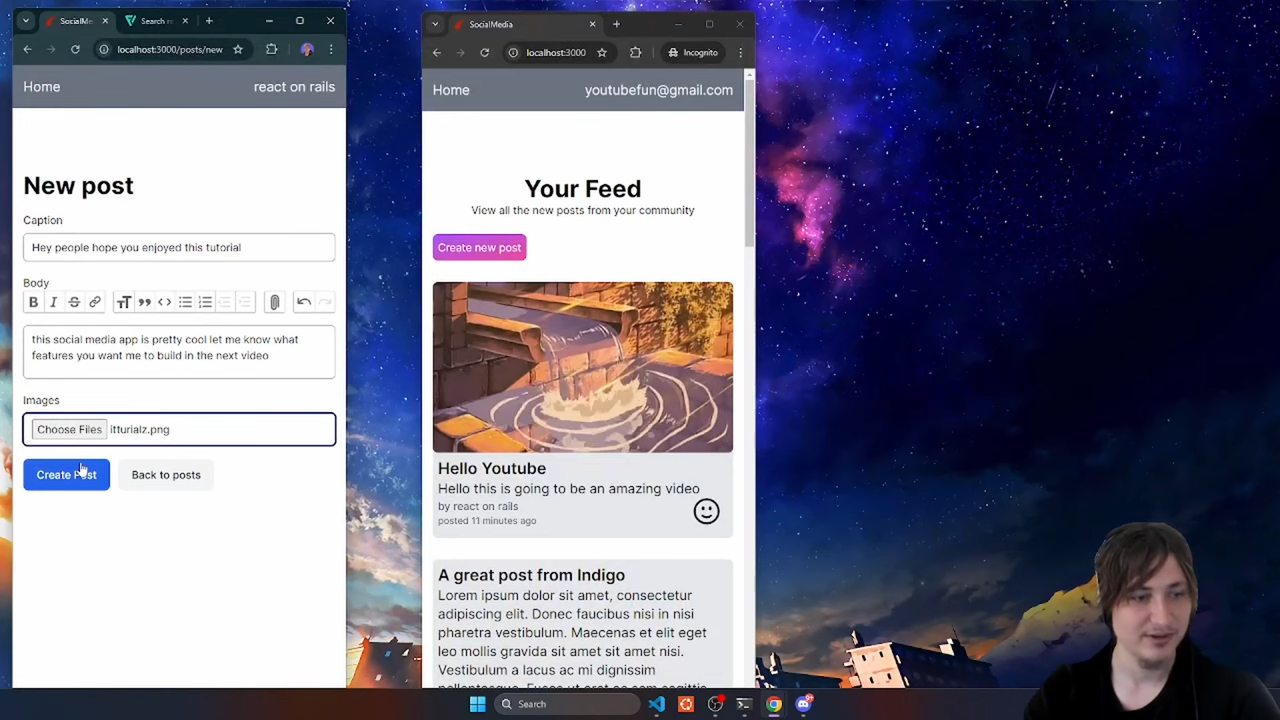 SocialMe
Search re
localhost:3000/posts/new
Home
react on rails
New post
Caption
Hey people hope you enjoyed this tutorial
Body
this social media app is pretty cool let me know what
features you want me to build in the next video
Images
Choose Files itturialz.png
Create Post
Back to posts
SocialMedia
localhost:3000
Incognito
Home
youtubefun@gmail.com
Your Feed
View all the new posts from your community
Create new post
Hello Youtube
Hello this is going to be an amazing video
by react on rails
posted 11 minutes ago
A great post from Indigo
Lorem ipsum dolor sit amet, consectetur
adipiscing elit. Donec faucibus nisi in nisi
pharetra vestibulum. Maecenas et elit eget
leo mollis gravida sit amet sit amet nisi.
Vestibulum a lacus ac mi dignissim
Search